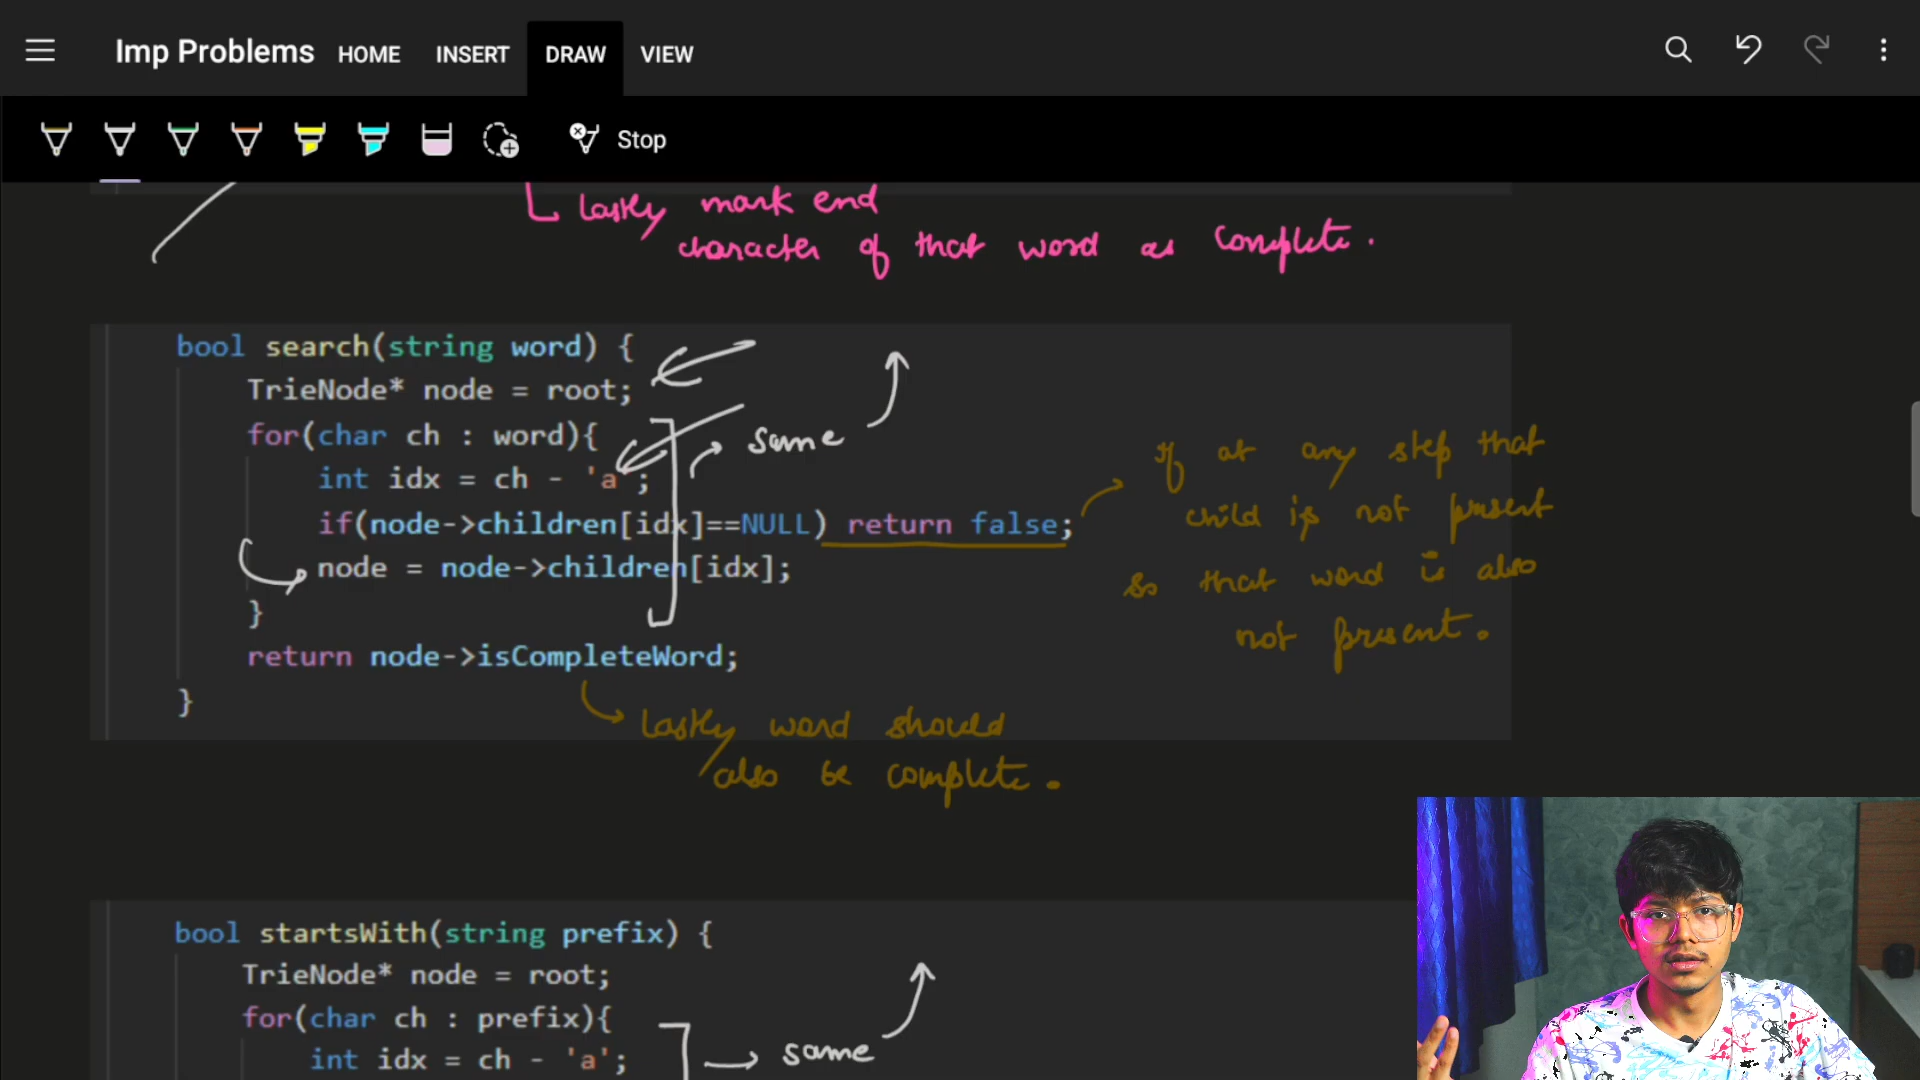 Imp Problems HOME INSERT DRAW VIEW
Stop
Lastly mark end
character of that word as complete.
bool search(string word) {
TrieNode* node = root;
for(char ch : word){
same
int idx = ch - 'a';
if(node->children[idx]==NULL) return false;
node = node->children[idx];
}
return node->isCompleteWord;
}
If at any step that
child is not present
so that word is also
not present.
Lastly word should
also be complete.
bool startsWith(string prefix) {
TrieNode* node = root;
for(char ch : prefix){
int idx = ch - 'a';
same